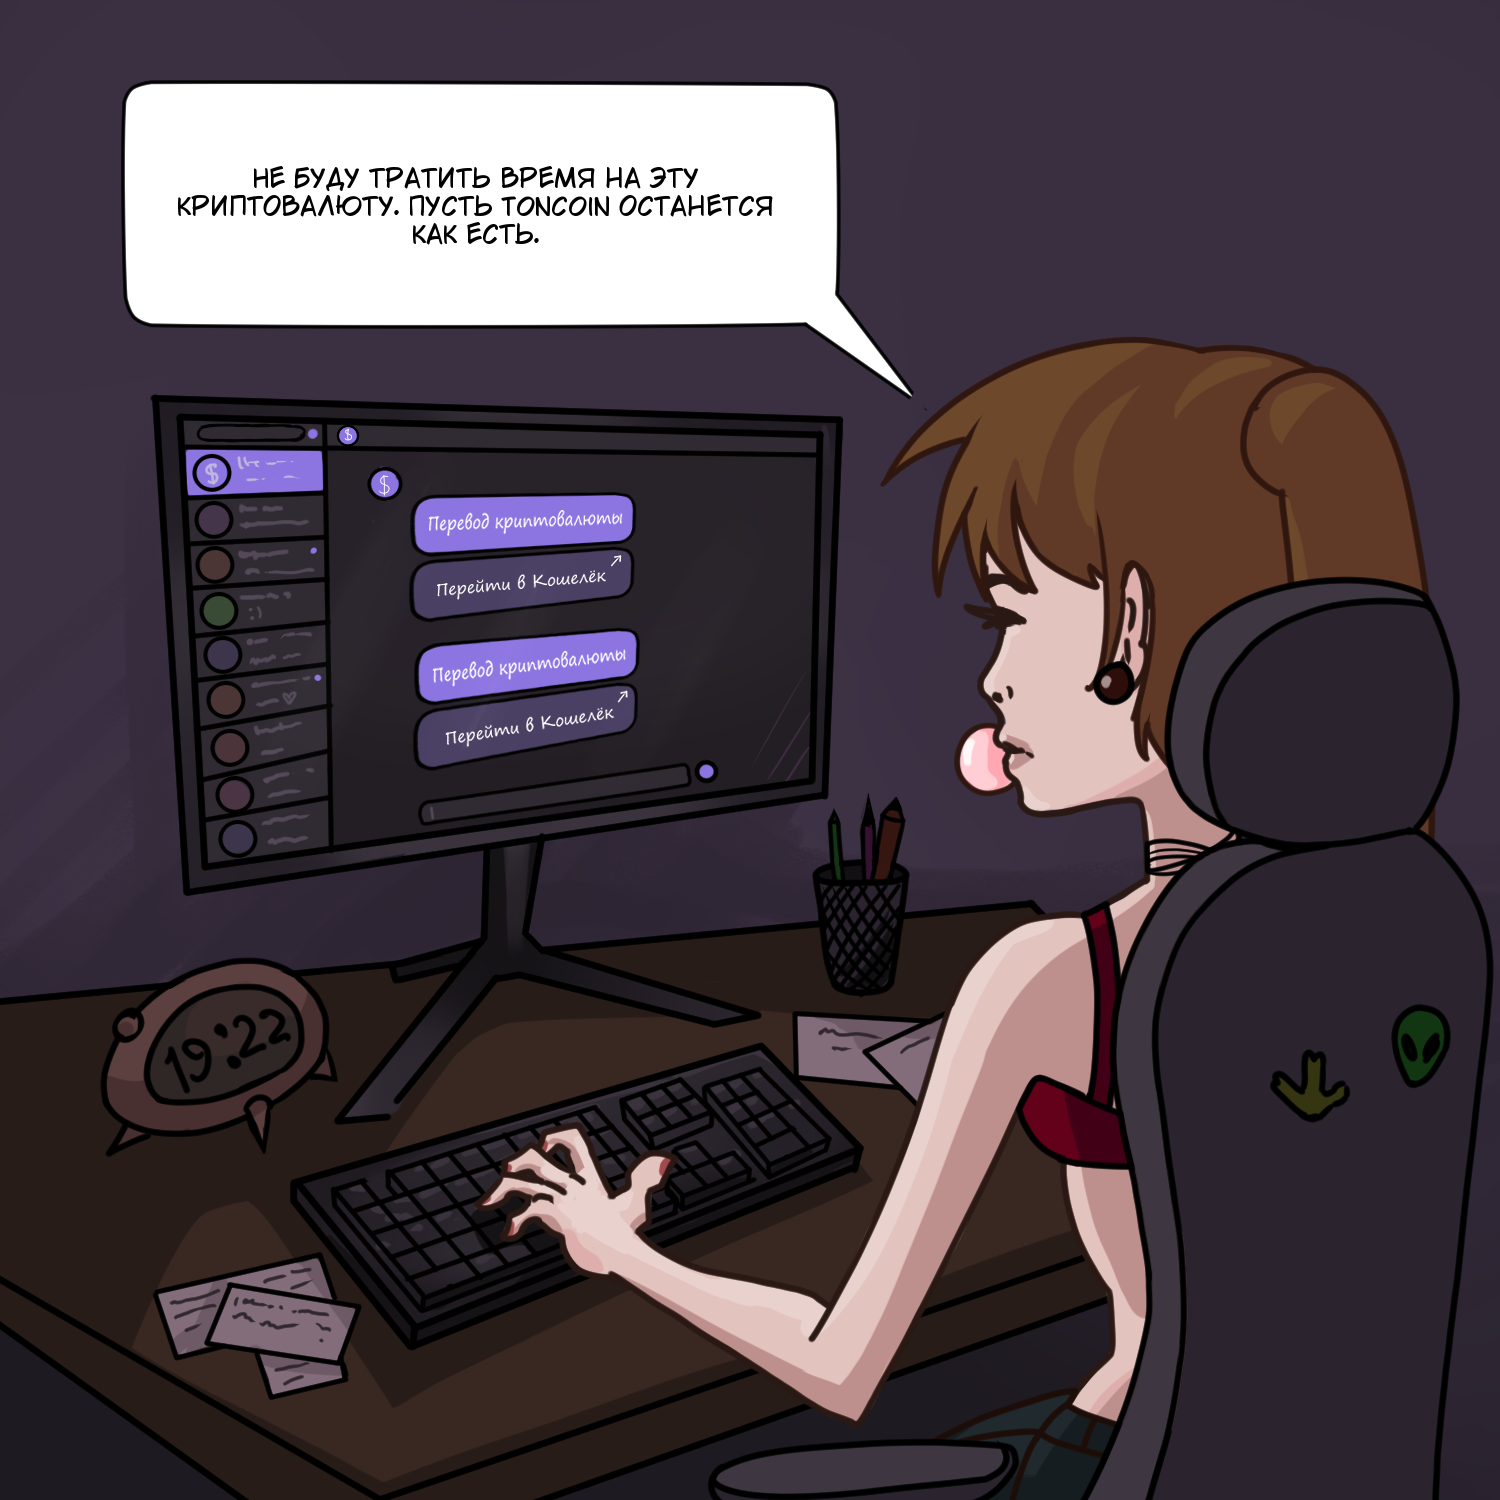 НЕ БУДУ ТРАТИТЬ ВРЕМЯ НА ЭТУ
КРИПТОВАЛЮТУ. ПУСТЬ TONCOIN ОСТАНЕТСЯ
КАК ЕСТЬ.
$
$
$
:)
Перевод криптовалюты
Перейти в Кошелёк
Перевод криптовалюты
Перейти в Кошелёк
19:22